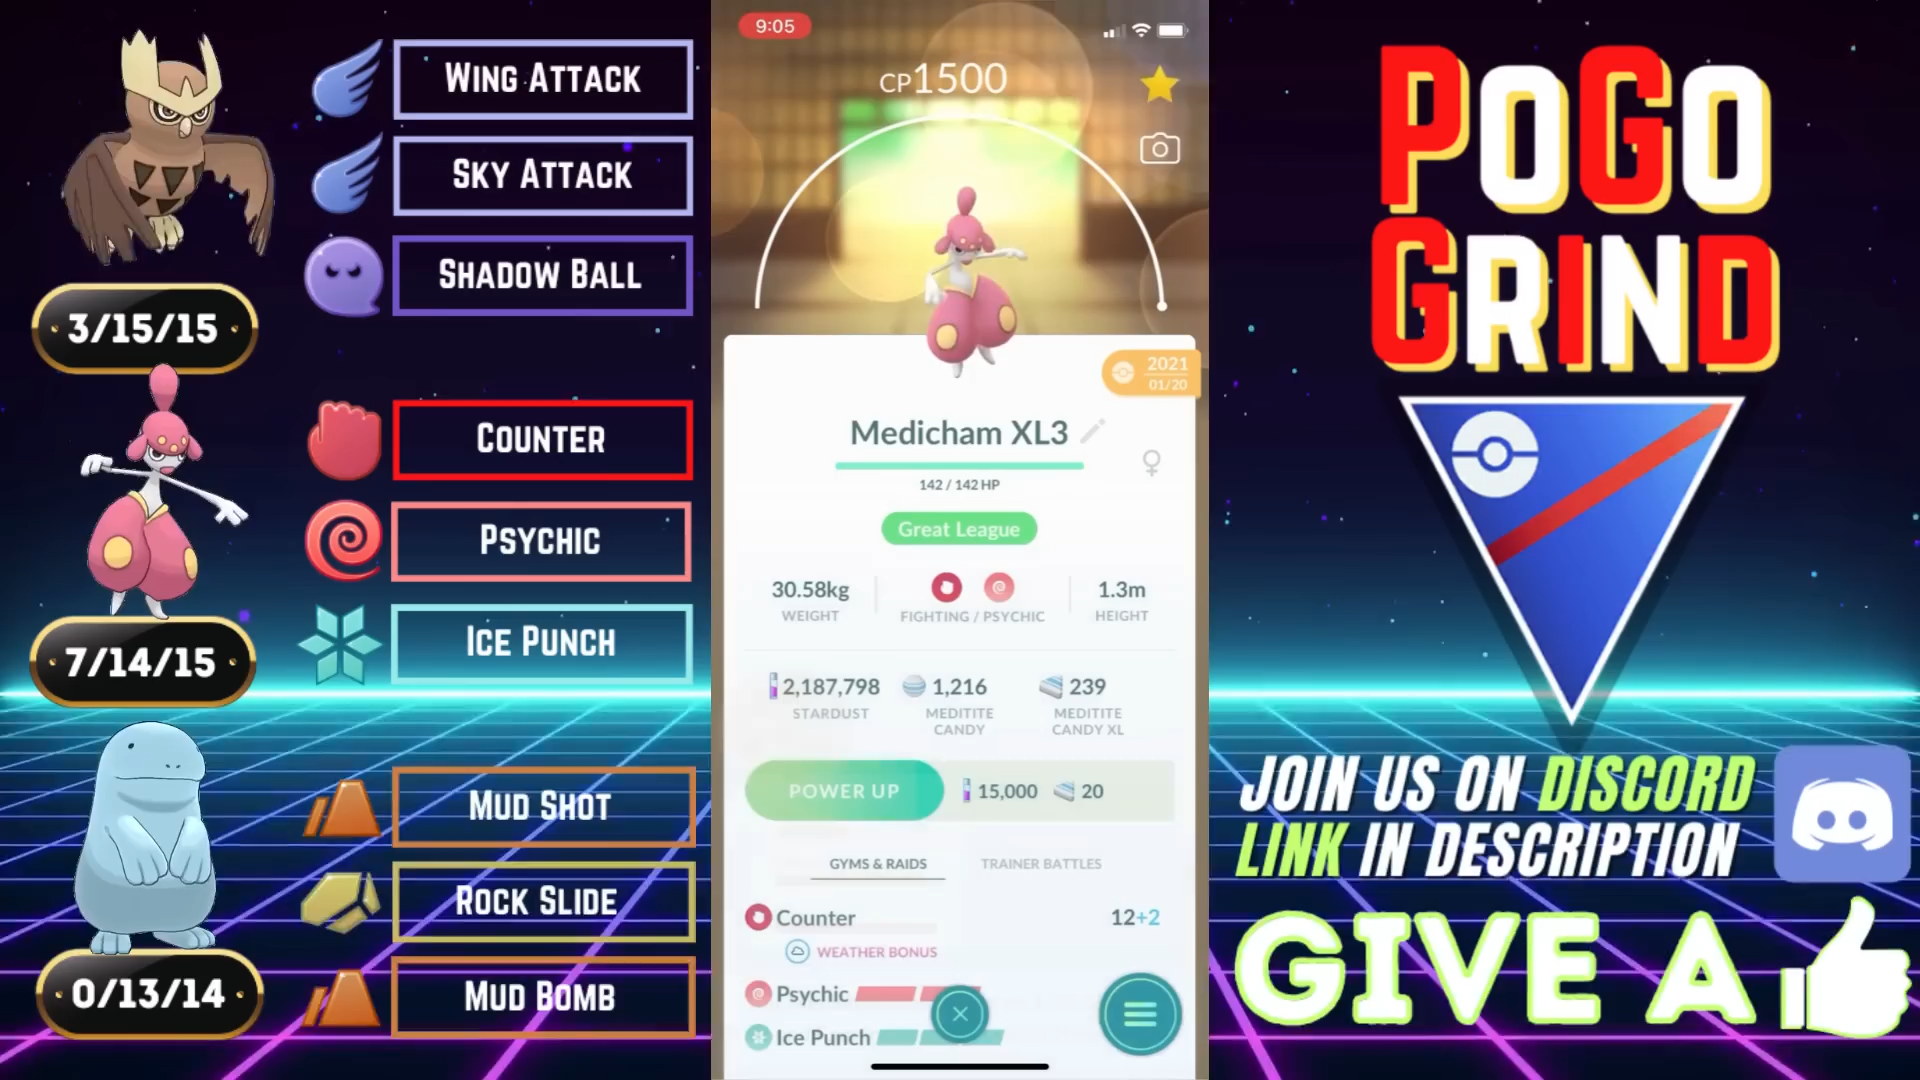 WING ATTACK
SKY ATTACK
SHADOW BALL
3/15/15
COUNTER
PSYCHIC
ICE PUNCH
7/14/15
MUD SHOT
ROCK SLIDE
MUD BOMB
0/13/14
9:05
CP1500
2021
01/20
Medicham XL3
142 / 142 HP
Great League
30.58kg
WEIGHT
FIGHTING / PSYCHIC
1.3m
HEIGHT
2,187,798
STARDUST
1,216
MEDITITE
CANDY
239
MEDITITE
CANDY XL
POWER UP
15,000
20
GYMS & RAIDS
TRAINER BATTLES
Counter
12+2
WEATHER BONUS
Psychic
Ice Punch
POGO
GRIND
JOIN US ON DISCORD
LINK IN DESCRIPTION
GIVE A